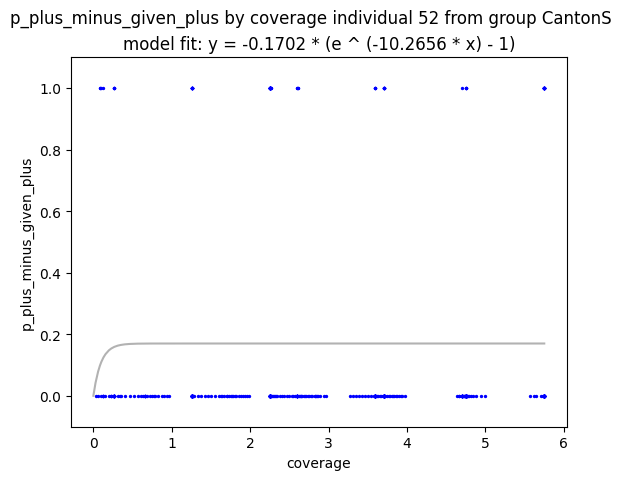 p_plus_minus_given_plus by coverage individual 52 from group CantonS
model fit: y = -0.1702 * (e ^ (-10.2656 * x) - 1)
1.0
0.8
0.6
0.4
0.2
0.0
p_plus_minus_given_plus
0 1 2 3 4 5 6
coverage